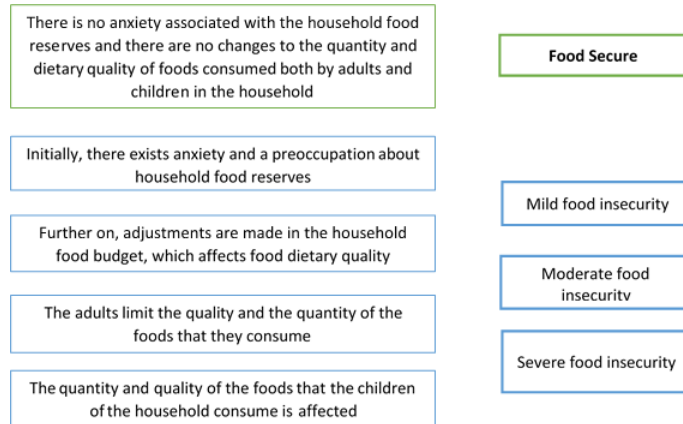 There is no anxiety associated with the household food
reserves and there are no changes to the quantity and
dietary quality of foods consumed both by adults and
children in the household
Food Secure
Initially, there exists anxiety and a preoccupation about
household food reserves
Mild food insecurity
Further on, adjustments are made in the household
food budget, which affects food dietary quality
Moderate food
insecurity
The adults limit the quality and the quantity of the
foods that they consume
Severe food insecurity
The quantity and quality of the foods that the children
of the household consume is affected